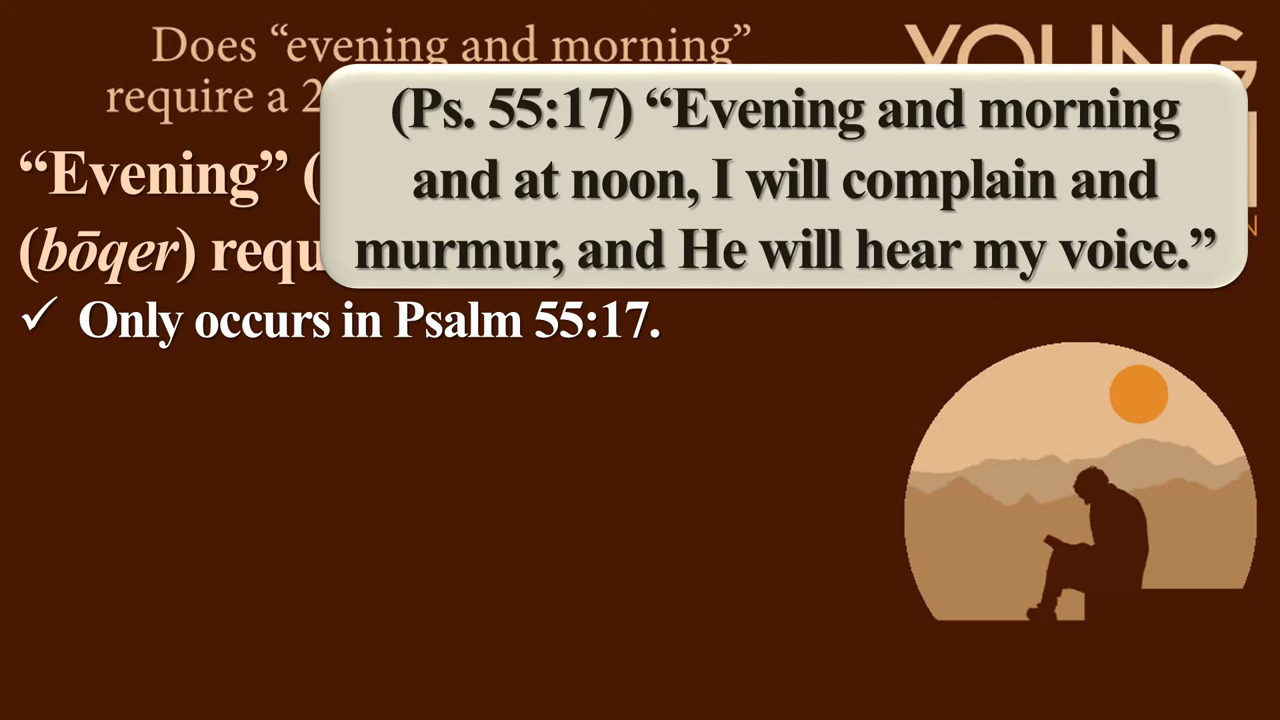 Does “evening and morning”
require a 2
YOUNG
(Ps. 55:17) “Evening and morning
and at noon, I will complain and
murmur, and He will hear my voice.”
“Evening” (
(bōqer) requ
✓ Only occurs in Psalm 55:17.